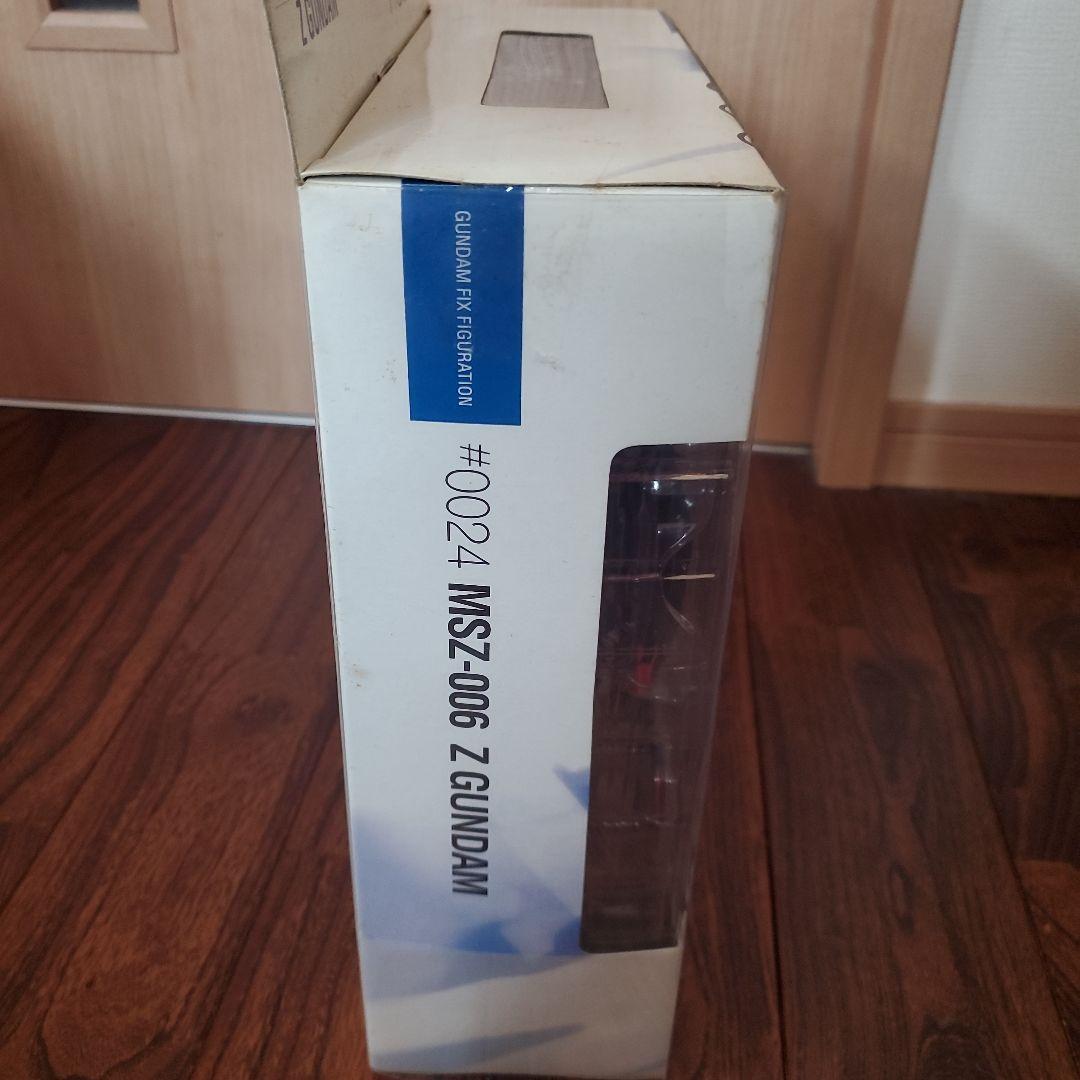 Z GUNDAM
GUNDAM FIX FIGURATION
#0024 MSZ-006 Z GUNDAM